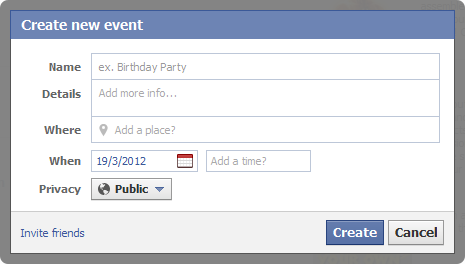 Create new event
Name ex. Birthday Party
Details Add more info...
Where Add a place?
When 19/3/2012 Add a time?
Privacy Public
Invite friends Create Cancel